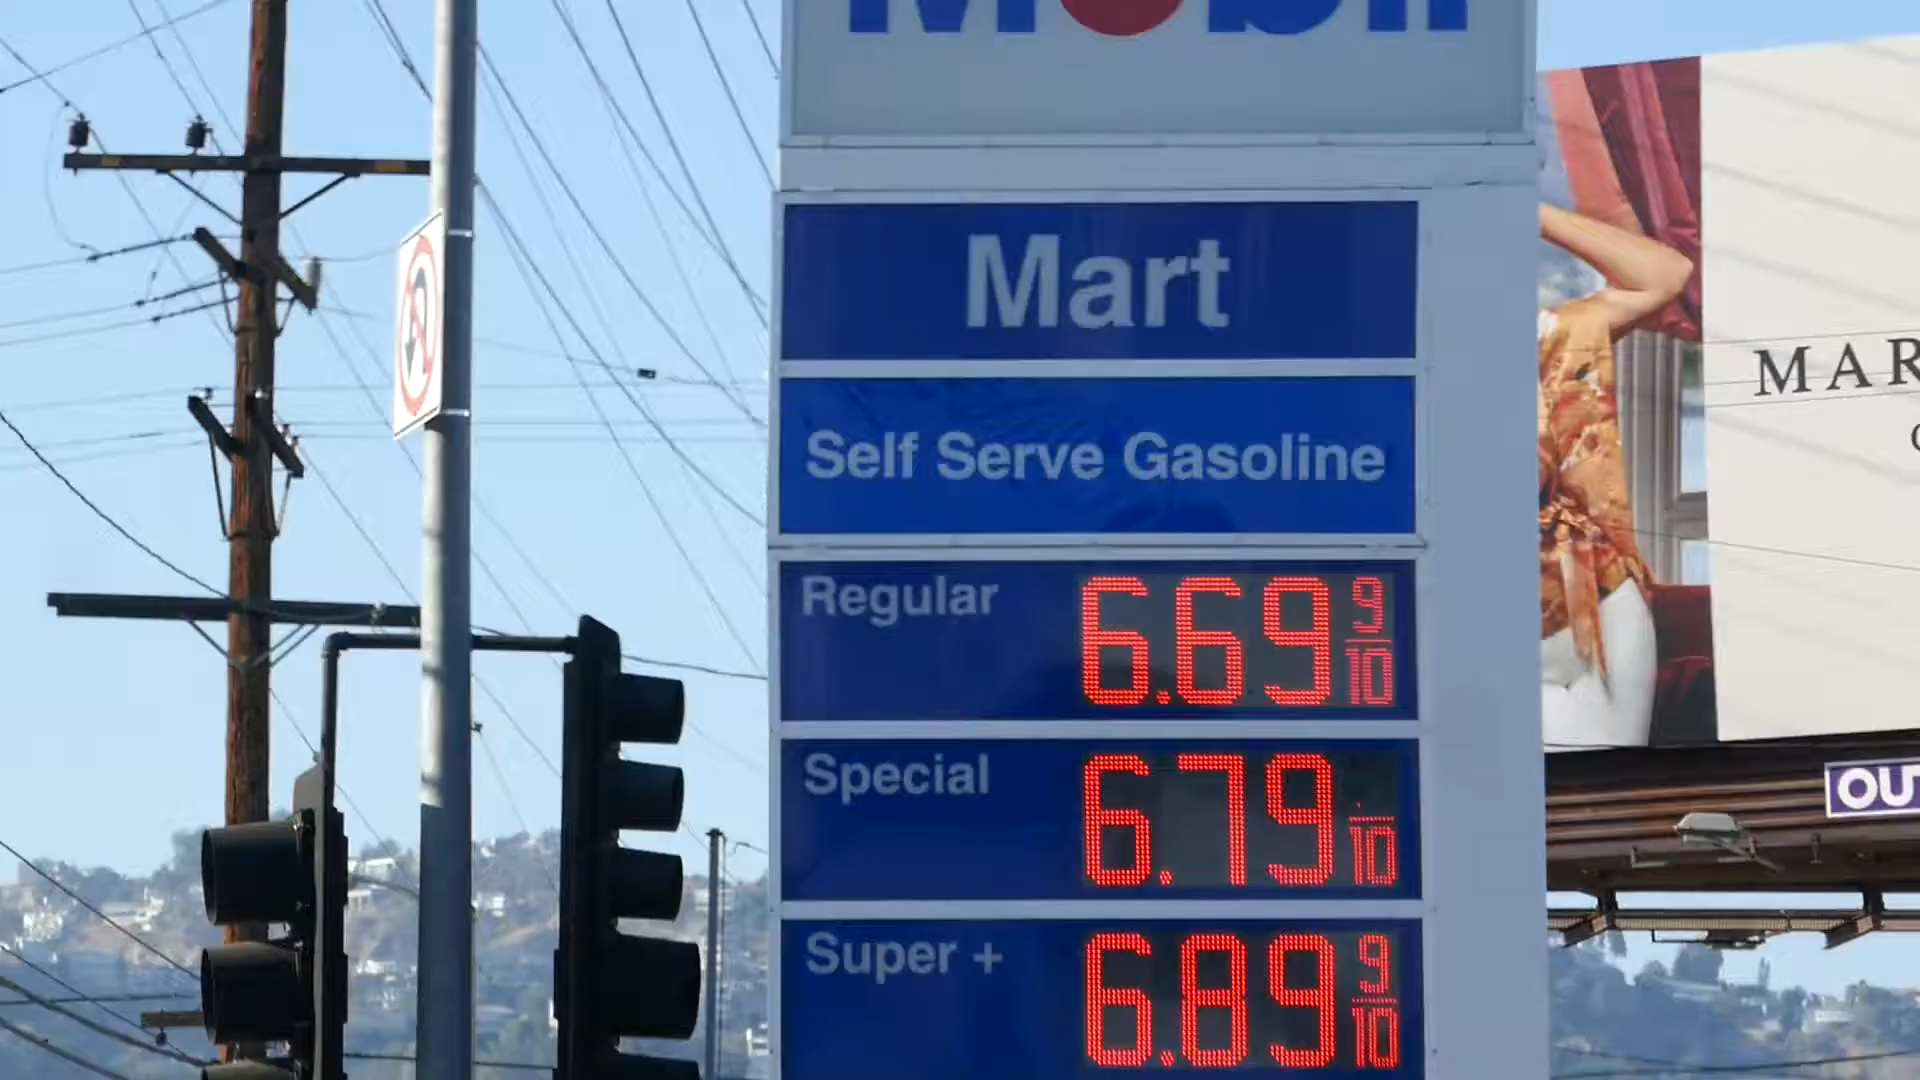 Mobil
Mart
Self Serve Gasoline
Regular 6.69 9/10
Special 6.79 /10
Super + 6.89 9/10
MAR
OUT